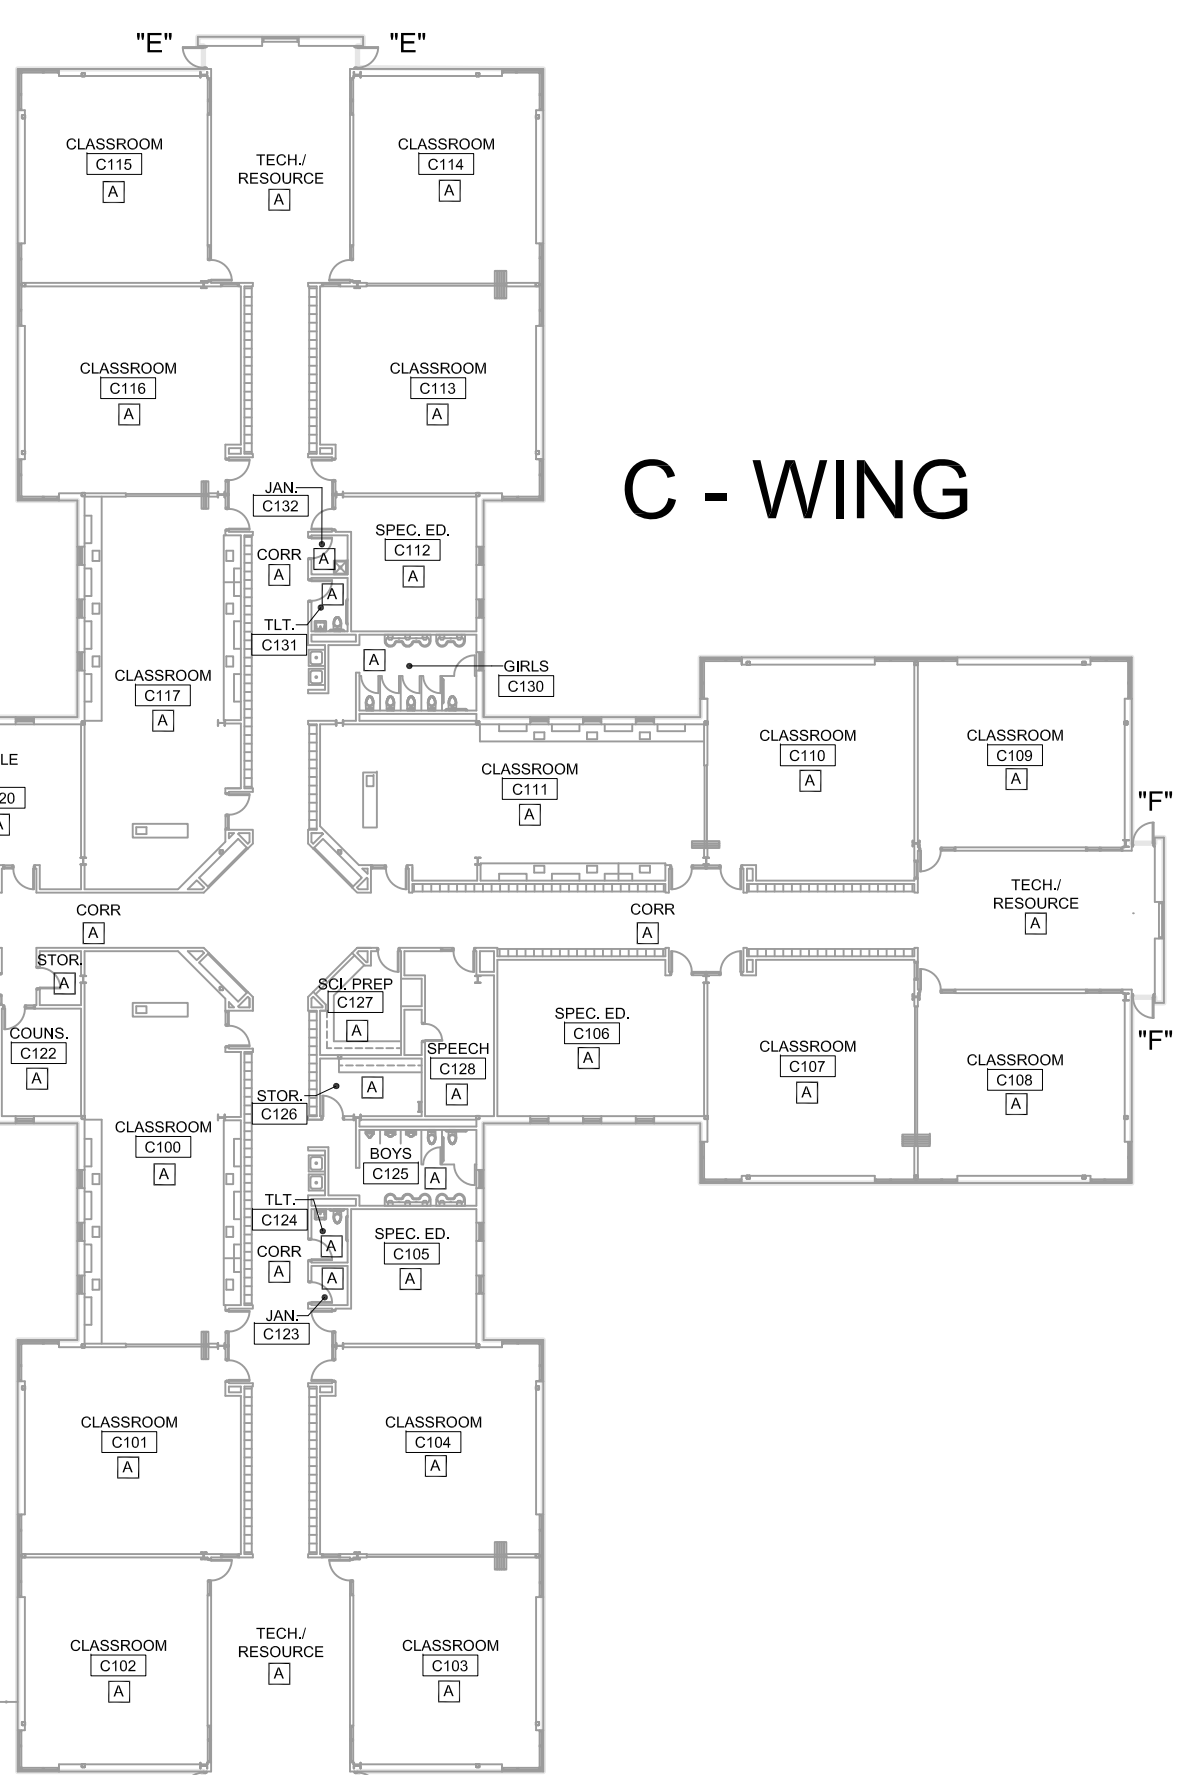 "E"
"E"
CLASSROOM
C115
A
TECH./
RESOURCE
A
CLASSROOM
C114
A
CLASSROOM
C116
A
CLASSROOM
C113
A
C - WING
JAN.
C132
A
CORR
A
A
TLT.
C131
SPEC. ED.
C112
A
A
GIRLS
C130
CLASSROOM
C117
A
LE
20
A
CLASSROOM
C111
A
CLASSROOM
C110
A
CLASSROOM
C109
A
"F"
CORR
A
CORR
A
TECH./
RESOURCE
A
STOR.
A
COUNS.
C122
A
SCI. PREP
C127
A
SPEECH
C128
A
SPEC. ED.
C106
A
CLASSROOM
C107
A
CLASSROOM
C108
A
"F"
STOR.
C126
A
CLASSROOM
C100
A
BOYS
C125
A
TLT.
C124
A
CORR
A
A
JAN.
C123
SPEC. ED.
C105
A
CLASSROOM
C101
A
CLASSROOM
C104
A
CLASSROOM
C102
A
TECH./
RESOURCE
A
CLASSROOM
C103
A